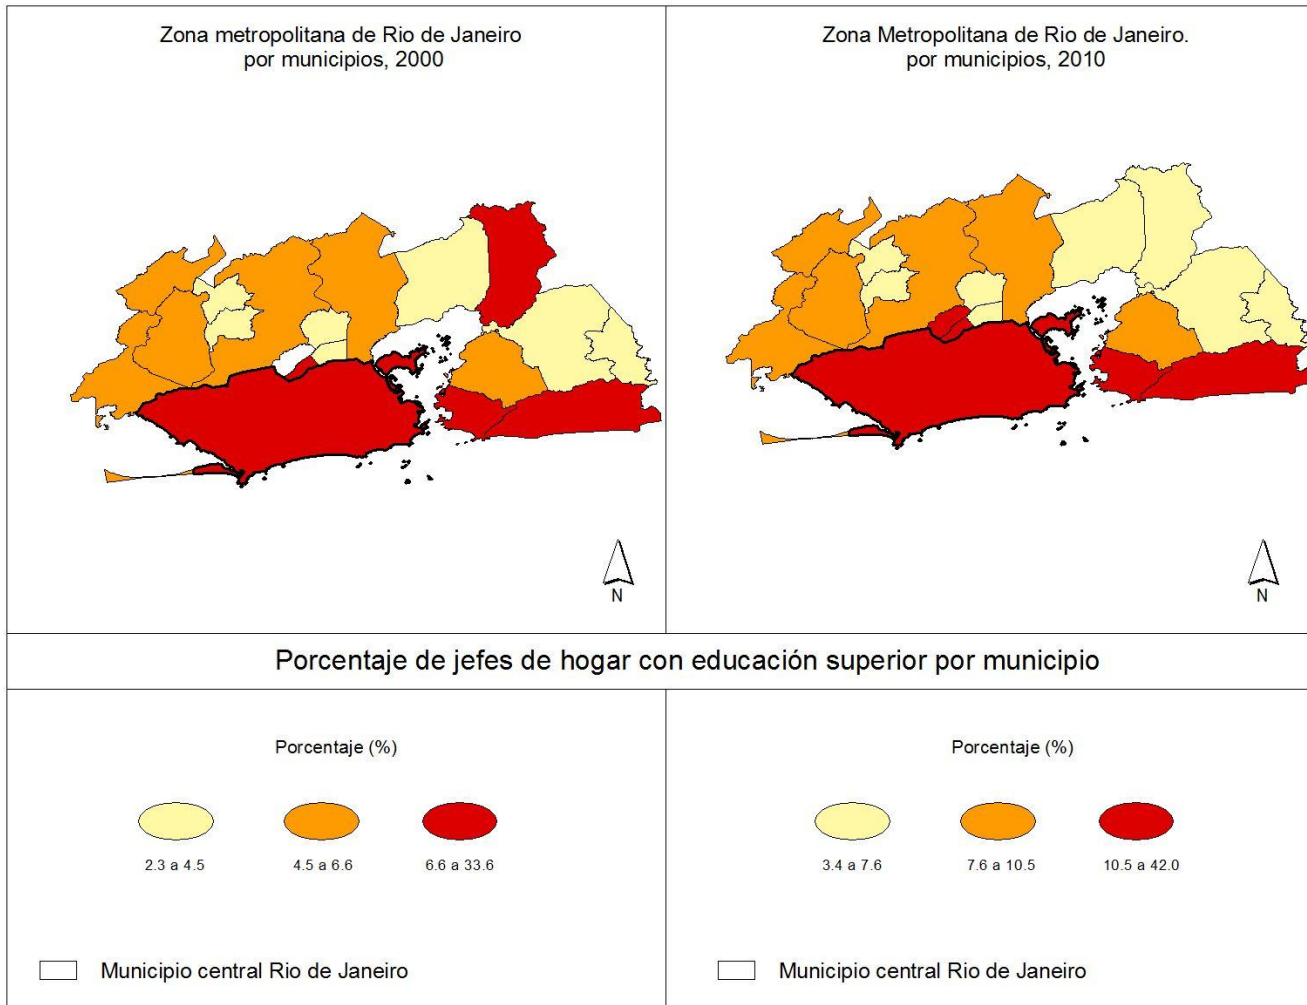 Zona metropolitana de Rio de Janeiro
por municipios, 2000
Zona Metropolitana de Rio de Janeiro.
por municipios, 2010
N
N
Porcentaje de jefes de hogar con educación superior por municipio
Porcentaje (%)
2.3 a 4.5
4.5 a 6.6
6.6 a 33.6
Municipio central Rio de Janeiro
Porcentaje (%)
3.4 a 7.6
7.6 a 10.5
10.5 a 42.0
Municipio central Rio de Janeiro